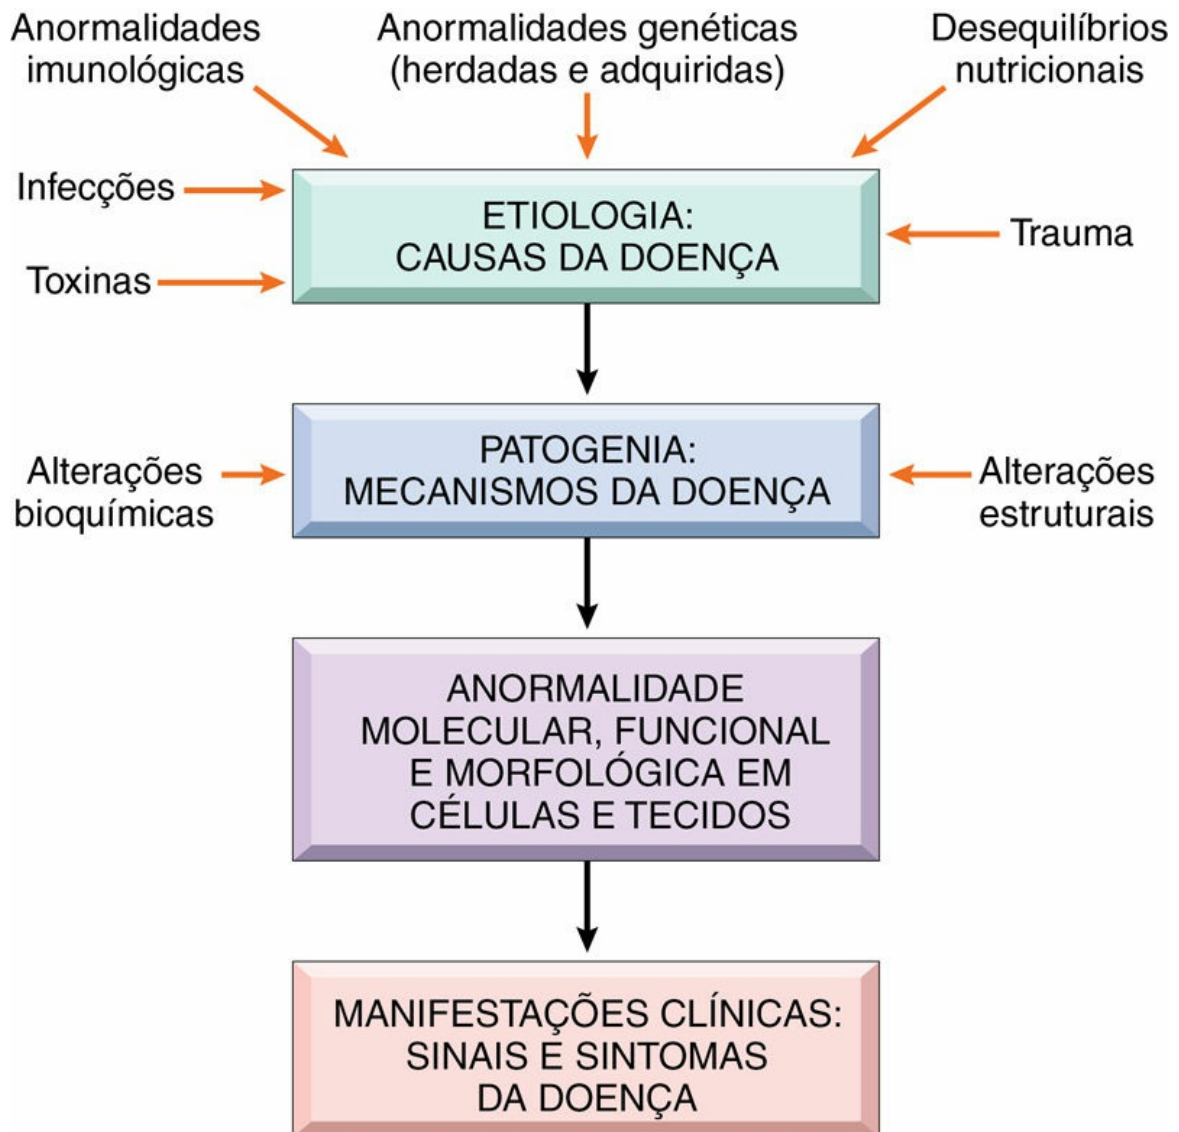 Anormalidades
imunológicas
Anormalidades genéticas
(herdadas e adquiridas)
Desequilíbrios
nutricionais
Infecções
Toxinas
ETIOLOGIA:
CAUSAS DA DOENÇA
Trauma
Alterações
bioquímicas
PATOGENIA:
MECANISMOS DA DOENÇA
Alterações
estruturais
ANORMALIDADE
MOLECULAR, FUNCIONAL
E MORFOLÓGICA EM
CÉLULAS E TECIDOS
MANIFESTAÇÕES CLÍNICAS:
SINAIS E SINTOMAS
DA DOENÇA